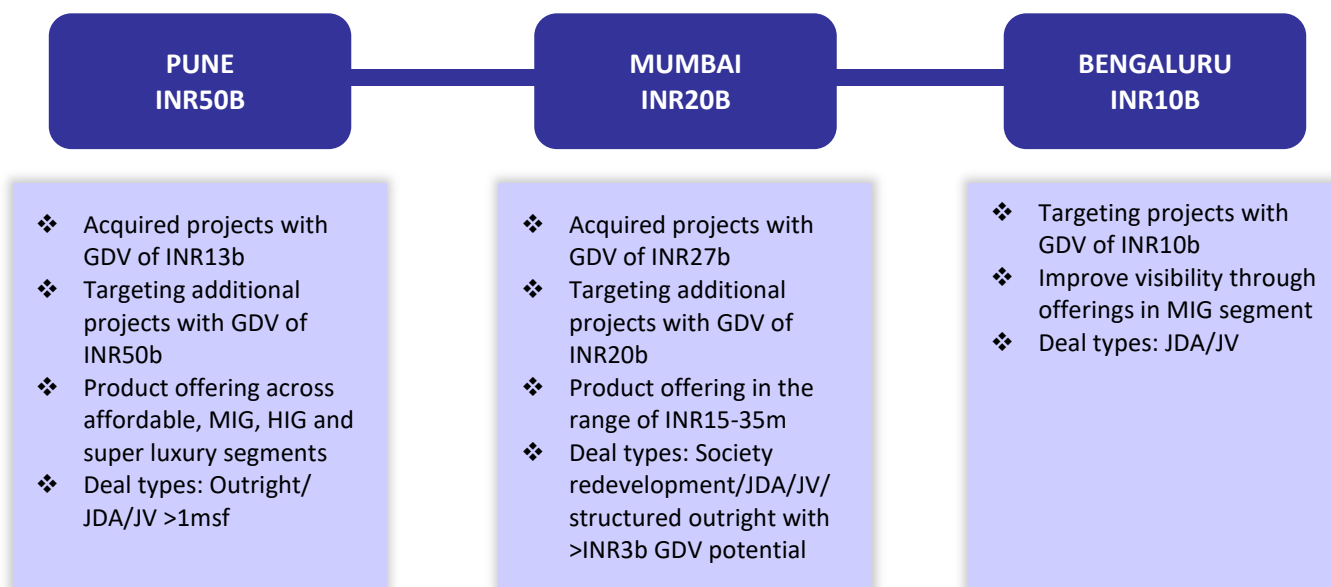 PUNE
INR50B
MUMBAI
INR20B
BENGALURU
INR10B
❖ Acquired projects with
GDV of INR13b
❖ Targeting additional
projects with GDV of
INR50b
❖ Product offering across
affordable, MIG, HIG and
super luxury segments
❖ Deal types: Outright/
JDA/JV >1msf
❖ Acquired projects with
GDV of INR27b
❖ Targeting additional
projects with GDV of
INR20b
❖ Product offering in the
range of INR15-35m
❖ Deal types: Society
redevelopment/JDA/JV/
structured outright with
>INR3b GDV potential
❖ Targeting projects with
GDV of INR10b
❖ Improve visibility through
offerings in MIG segment
❖ Deal types: JDA/JV